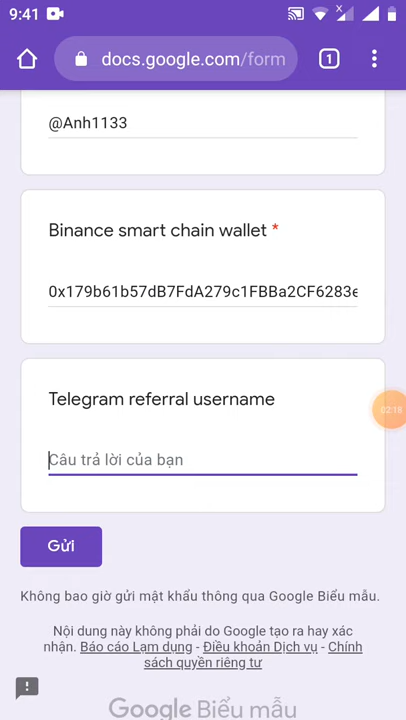 9:41
x
docs.google.com/form
1
@Anh1133
Binance smart chain wallet *
0x179b61b57dB7FdA279c1FBBa2CF6283e
Telegram referral username
02:18
Câu trả lời của bạn
Gửi
Không bao giờ gửi mật khẩu thông qua Google Biểu mẫu.
Nội dung này không phải do Google tạo ra hay xác
nhận. Báo cáo Lạm dụng - Điều khoản Dịch vụ - Chính
sách quyền riêng tư
Google Biểu mẫu